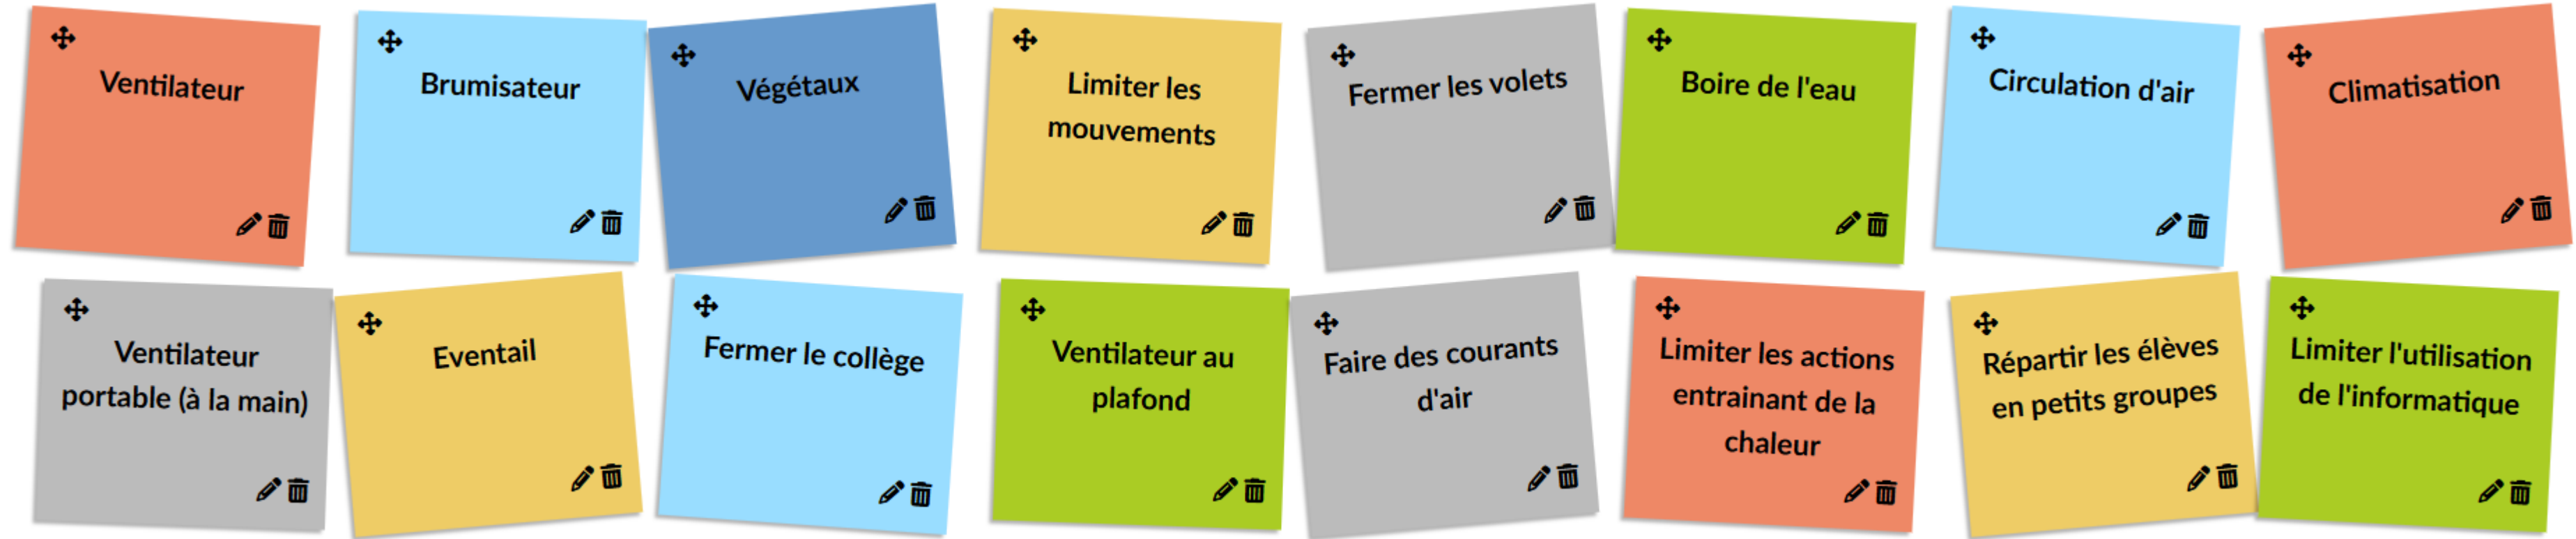 Ventilateur
Brumisateur
Végétaux
Limiter les
mouvements
Fermer les volets
Boire de l'eau
Circulation d'air
Climatisation
Ventilateur
portable (à la main)
Eventail
Fermer le collège
Ventilateur au
plafond
Faire des courants
d'air
Limiter les actions
entrainant de la
chaleur
Répartir les élèves
en petits groupes
Limiter l'utilisation
de l'informatique